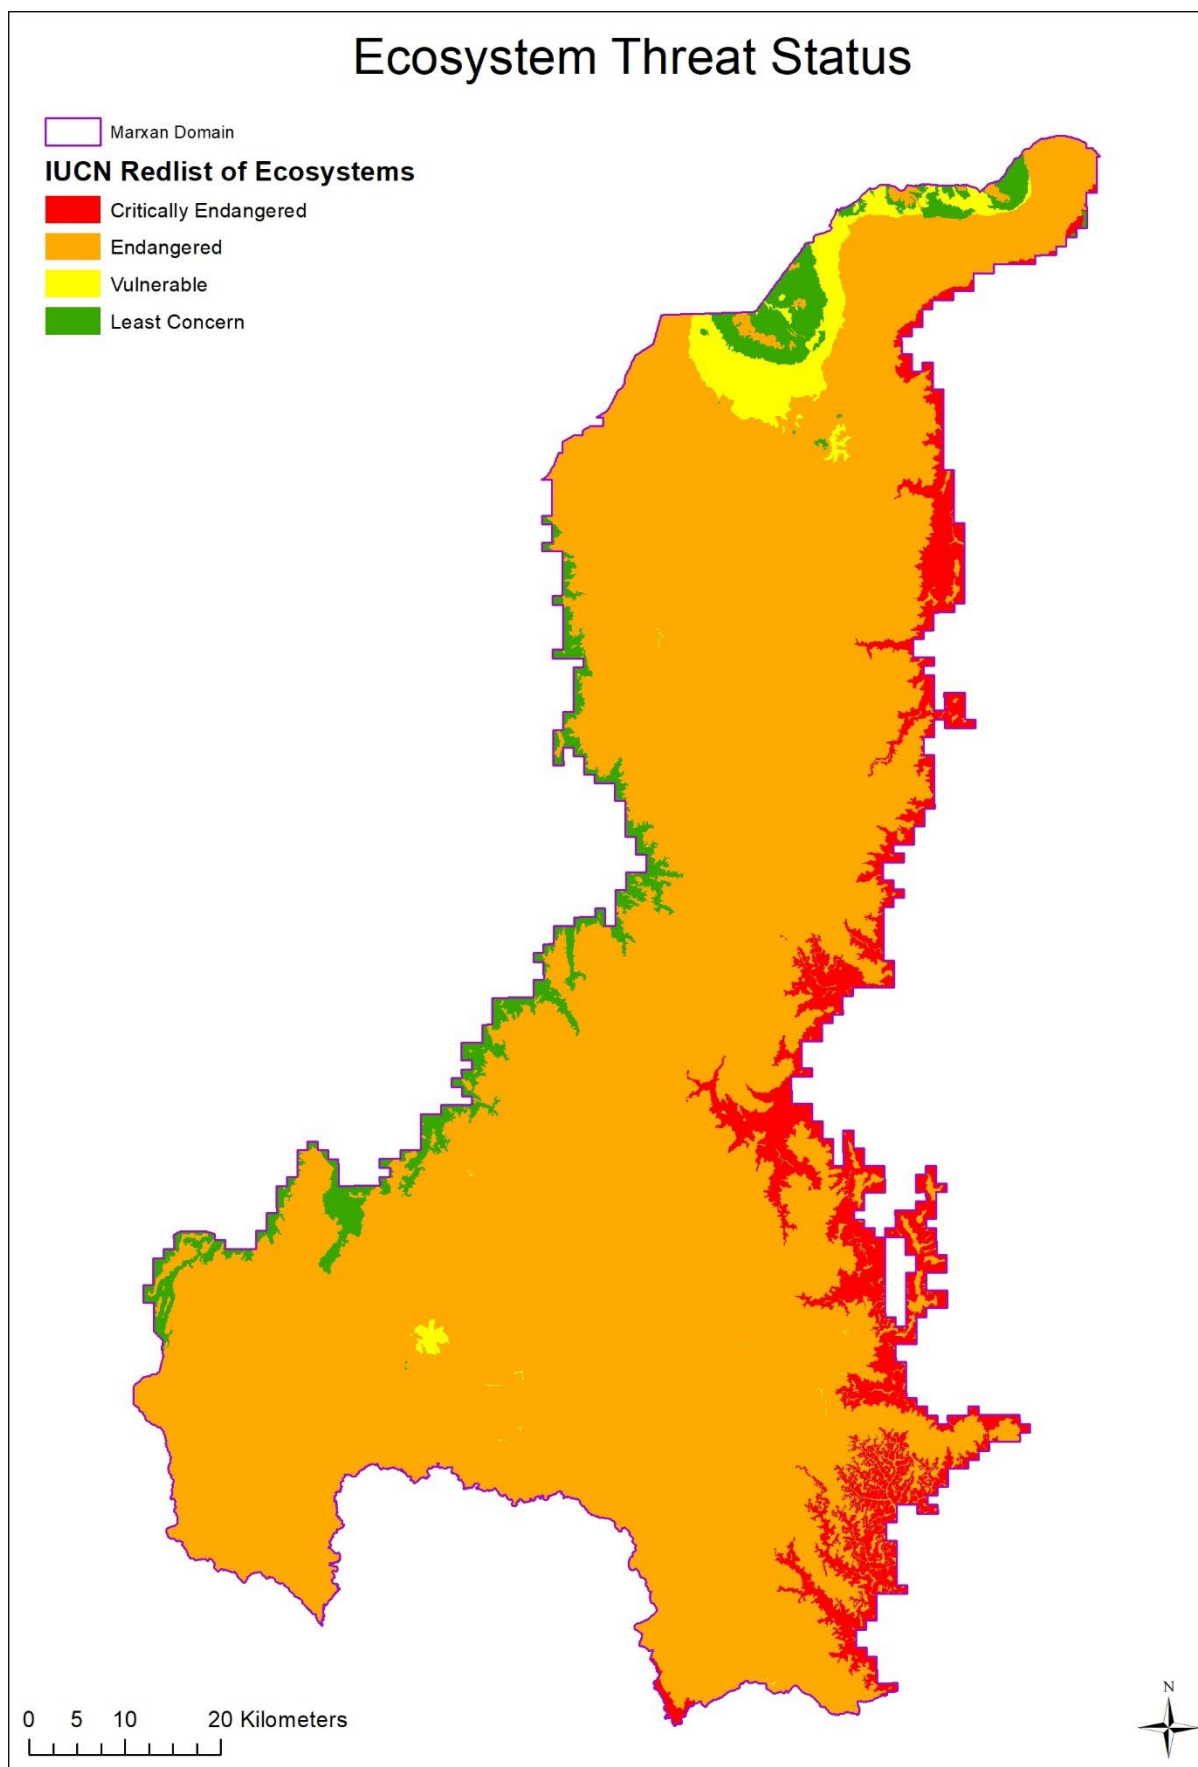 Ecosystem Threat Status
Marxan Domain
IUCN Redlist of Ecosystems
Critically Endangered
Endangered
Vulnerable
Least Concern
N
0 5 10 20 Kilometers